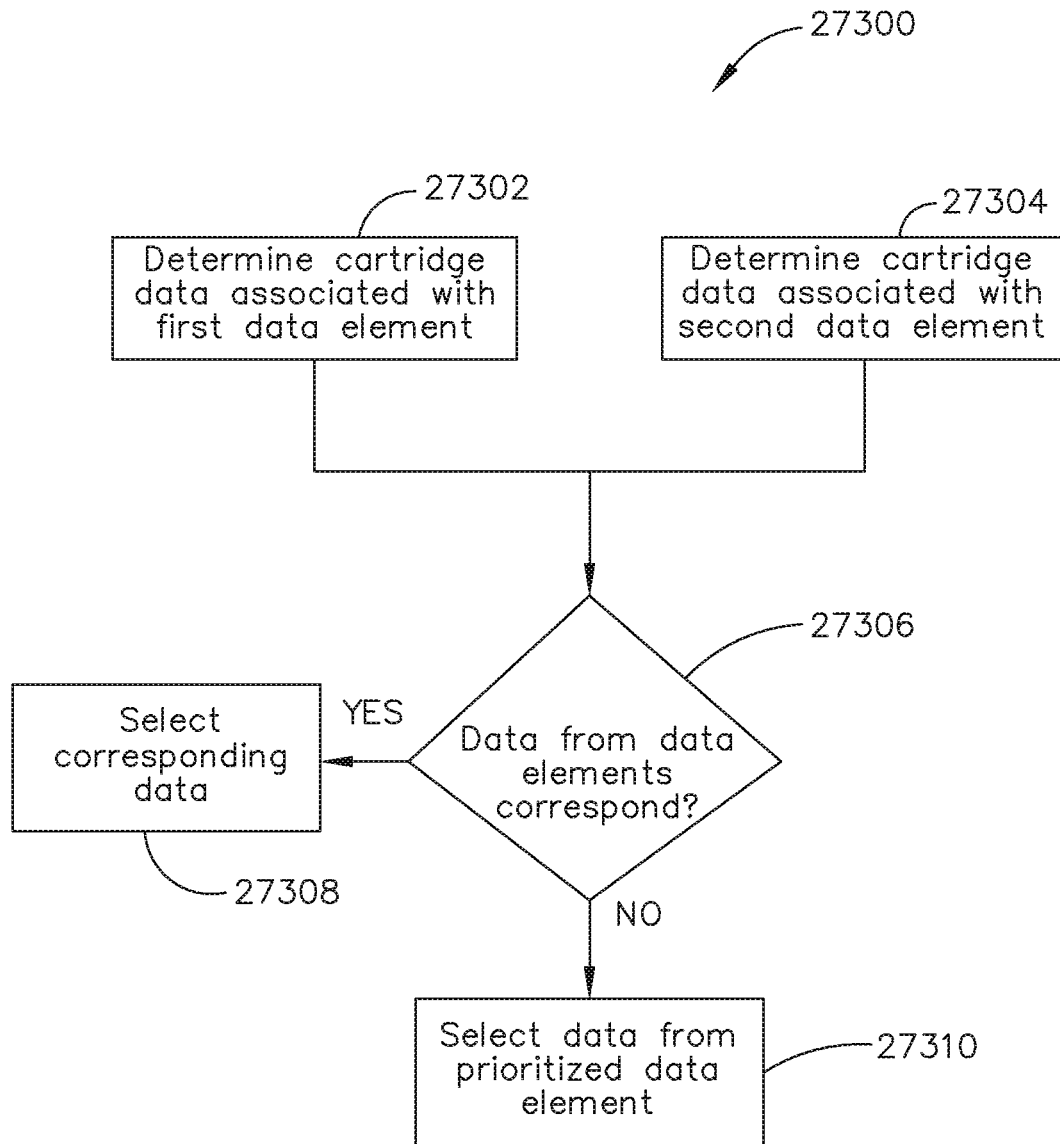 27300
27302
27304
Determine cartridge
data associated with
first data element
Determine cartridge
data associated with
second data element
27306
Data from data
elements
correspond?
YES
Select
corresponding
data
27308
NO
Select data from
prioritized data
element
27310